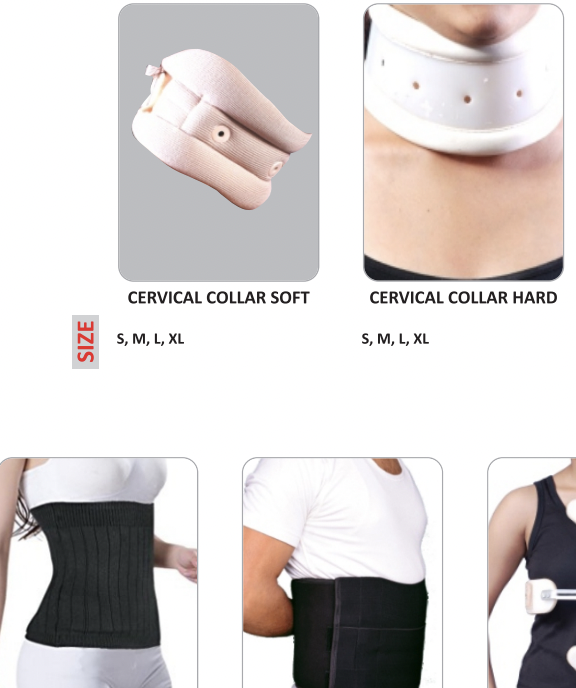 CERVICAL COLLAR SOFT
CERVICAL COLLAR HARD
SIZE
S, M, L, XL
S, M, L, XL